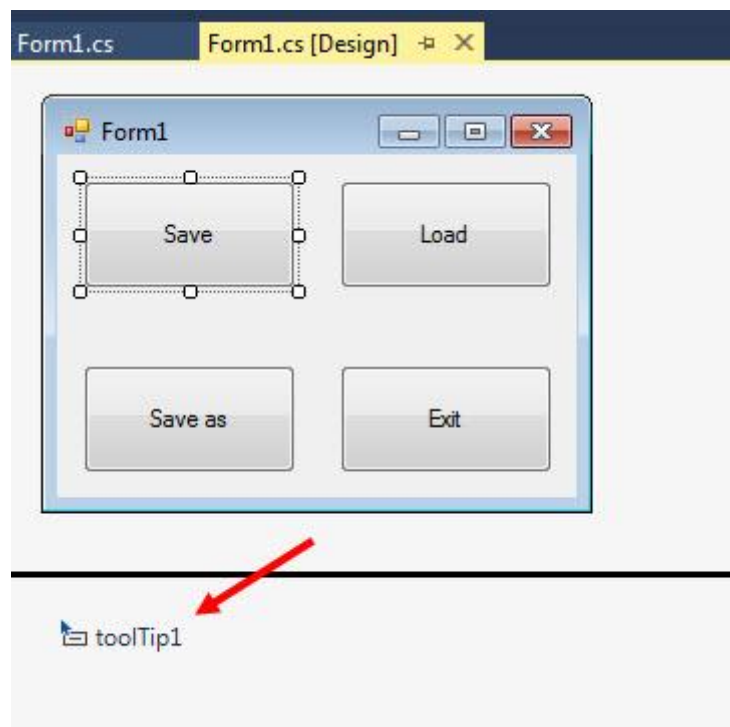 Form1.cs Form1.cs [Design]
Form1
Save Load
Save as Exit
toolTip1